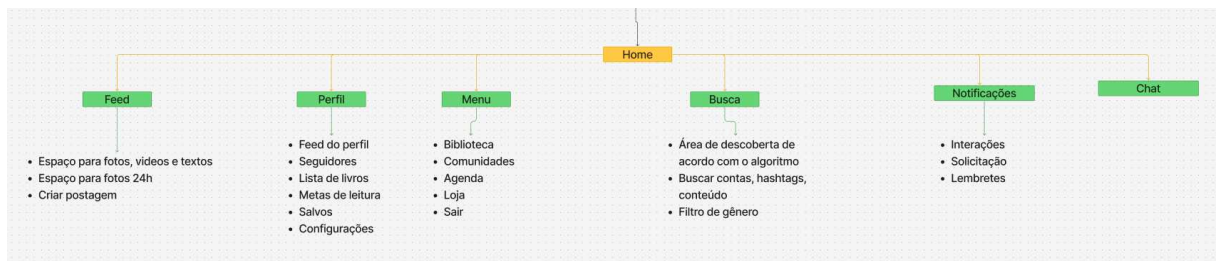 Home
Feed
Perfil
Menu
Busca
Notificações
Chat
• Espaço para fotos, videos e textos
• Espaço para fotos 24h
• Criar postagem
• Feed do perfil
• Seguidores
• Lista de livros
• Metas de leitura
• Salvos
• Configurações
• Biblioteca
• Comunidades
• Agenda
• Loja
• Sair
• Área de descoberta de
acordo com o algoritmo
• Buscar contas, hashtags,
conteúdo
• Filtro de gênero
• Interações
• Solicitação
• Lembretes